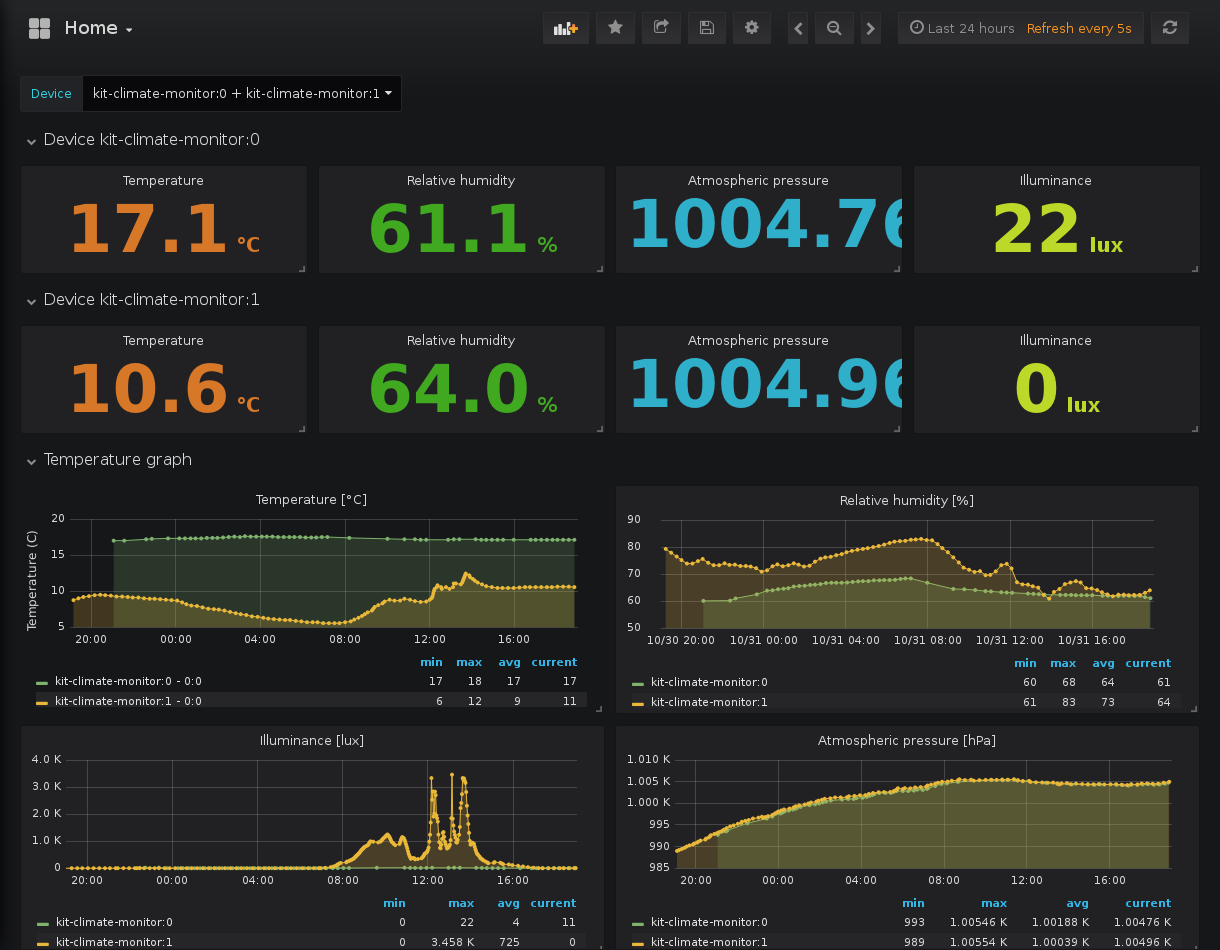 Home
Last 24 hours Refresh every 5s
Device kit-climate-monitor:0 + kit-climate-monitor:1
Device kit-climate-monitor:0
Temperature Relative humidity Atmospheric pressure Illuminance
17.1 °C 61.1 % 1004.76 22 lux
Device kit-climate-monitor:1
Temperature Relative humidity Atmospheric pressure Illuminance
10.6 °C 64.0 % 1004.96 0 lux
Temperature graph
Temperature [°C]
Temperature (C)
20
15
10
5
20:00 00:00 04:00 08:00 12:00 16:00
min max avg current
kit-climate-monitor:0 - 0:0 17 18 17 17
kit-climate-monitor:1 - 0:0 6 12 9 11
Relative humidity [%]
90
80
70
60
50
10/30 20:00 10/31 00:00 10/31 04:00 10/31 08:00 10/31 12:00 10/31 16:00
min max avg current
kit-climate-monitor:0 60 68 64 61
kit-climate-monitor:1 61 83 73 64
Illuminance [lux]
4.0 K
3.0 K
2.0 K
1.0 K
0
20:00 00:00 04:00 08:00 12:00 16:00
min max avg current
kit-climate-monitor:0 0 22 4 11
kit-climate-monitor:1 0 3.458 K 725 0
Atmospheric pressure [hPa]
1.010 K
1.005 K
1.000 K
995
990
985
20:00 00:00 04:00 08:00 12:00 16:00
min max avg current
kit-climate-monitor:0 993 1.00546 K 1.00188 K 1.00476 K
kit-climate-monitor:1 989 1.00554 K 1.00039 K 1.00496 K